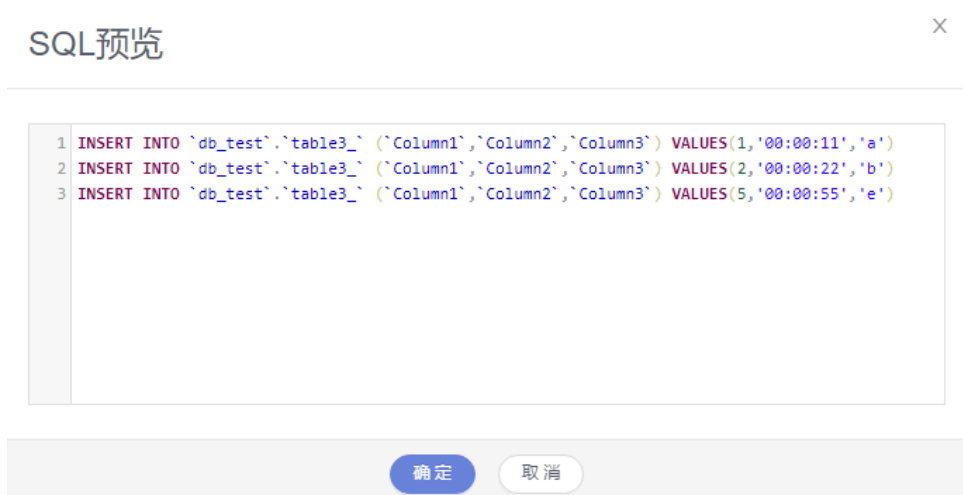 SQL预览
X
1 INSERT INTO `db_test`.`table3_` (`Column1`,`Column2`,`Column3`) VALUES(1,'00:00:11','a')
2 INSERT INTO `db_test`.`table3_` (`Column1`,`Column2`,`Column3`) VALUES(2,'00:00:22','b')
3 INSERT INTO `db_test`.`table3_` (`Column1`,`Column2`,`Column3`) VALUES(5,'00:00:55','e')
确定 取消